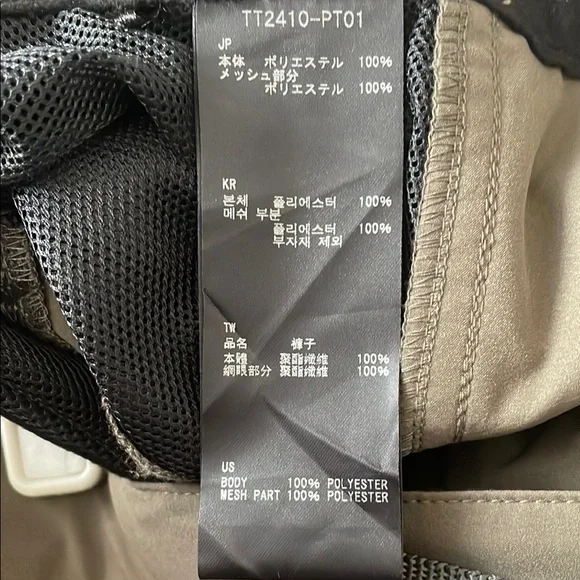 TT2410-PT01
JP
本体 ポリエステル 100%
メッシュ部分
ポリエステル 100%
KR
본체 폴리에스터 100%
메쉬 부분
폴리에스터 100%
부자재 제외
TW
品名 褲子
本體 聚酯纖維 100%
網眼部分 聚酯纖維 100%
US
BODY 100% POLYESTER
MESH PART 100% POLYESTER